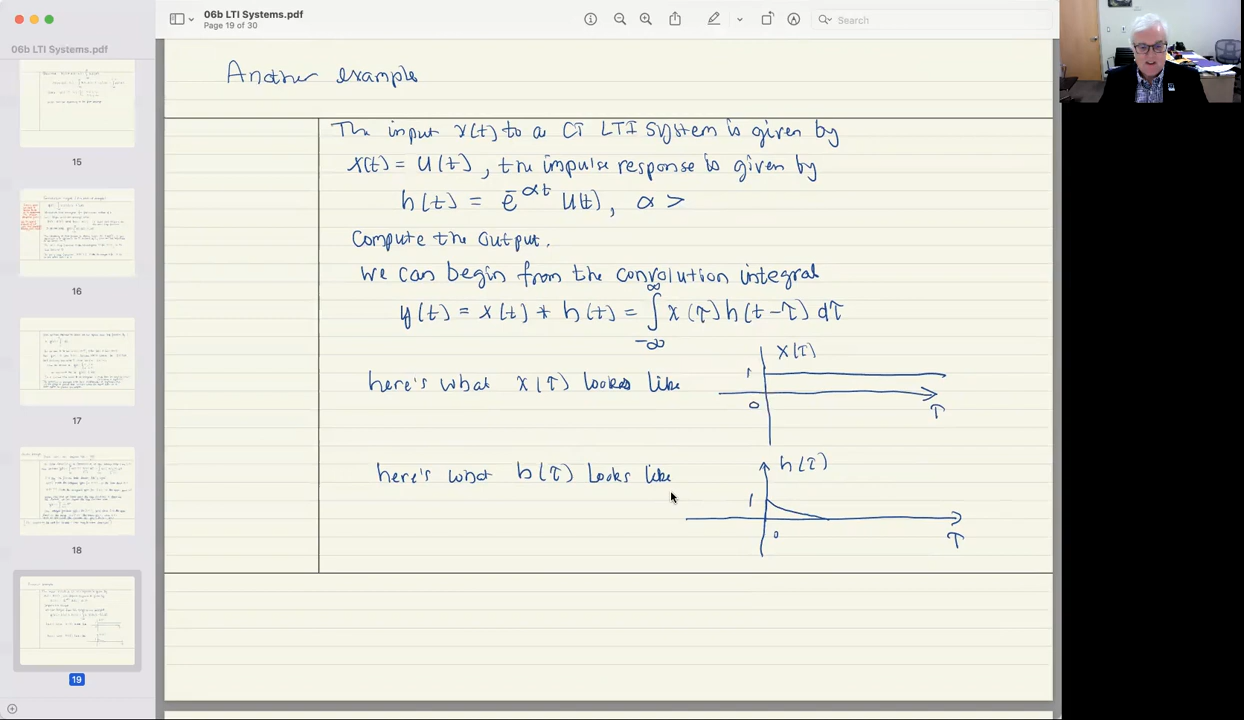 06b LTI Systems.pdf
Page 19 of 30
Search
06b LTI Systems.pdf
15
16
17
18
19
Another example
The input x(t) to a CT LTI system is given by
x(t) = u(t), the impulse response is given by
h(t) = e^-αt u(t), α >
Compute the output.
We can begin from the convolution integral
y(t) = x(t) * h(t) = ∫_-∞^∞ x(τ) h(t-τ) dτ
here's what x(τ) looks like
x(τ)
1
0
τ
here's what h(τ) looks like
h(τ)
1
0
τ